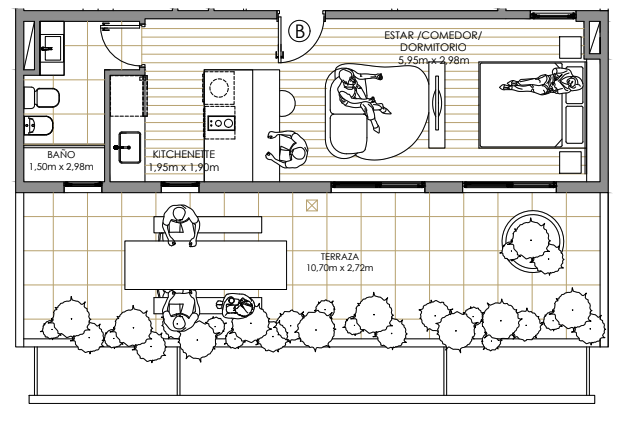 B
ESTAR /COMEDOR/
DORMITORIO
5,95m x 2,98m
BAÑO
1,50m x 2,98m
KITCHENETTE
1,95m x 1,90m
TERRAZA
10,70m x 2,72m